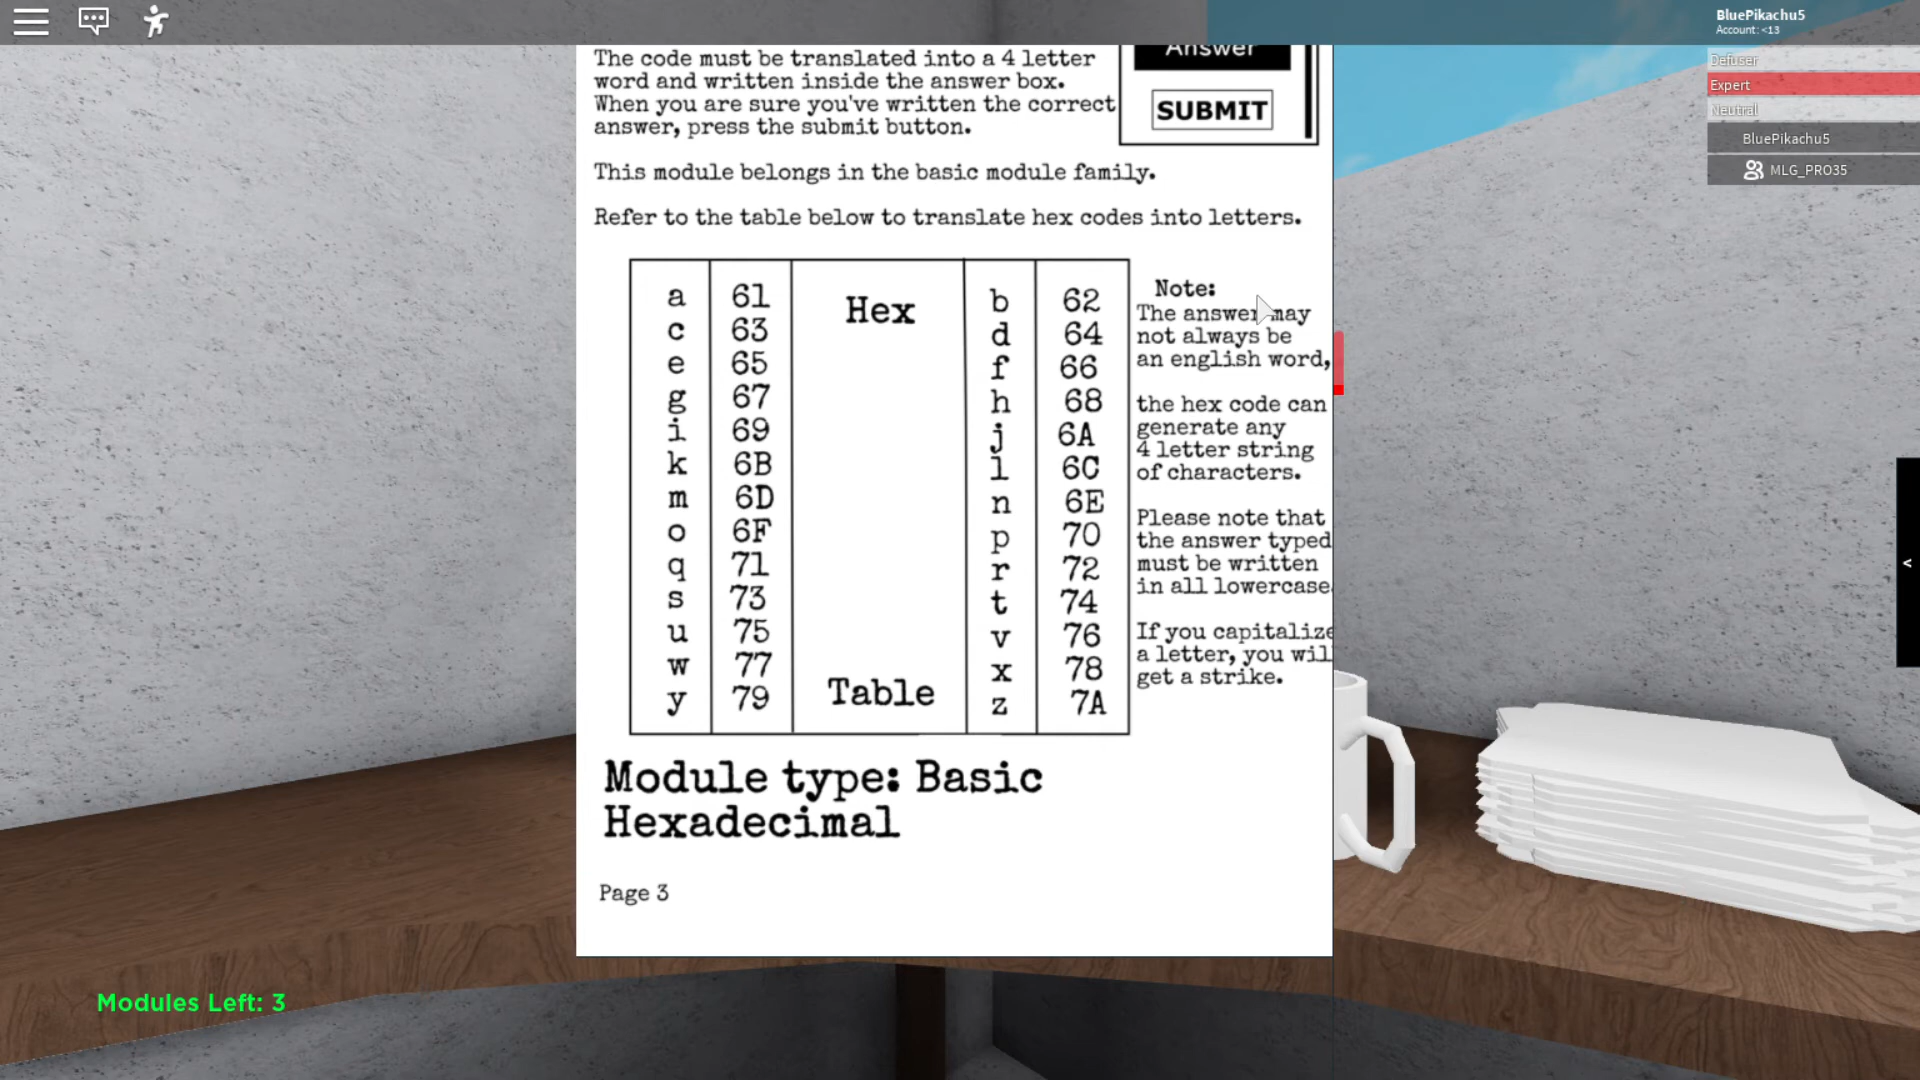 BluePikachu5
Account: <13
Defuser
Expert
Neutral
BluePikachu5
MLG_PRO35
The code must be translated into a 4 letter
word and written inside the answer box.
When you are sure you've written the correct
answer, press the submit button.
Answer
SUBMIT
This module belongs in the basic module family.
Refer to the table below to translate hex codes into letters.
a 61 Hex b 62
c 63 d 64
e 65 f 66
g 67 h 68
i 69 j 6A
k 6B l 6C
m 6D n 6E
o 6F p 70
q 71 r 72
s 73 t 74
u 75 v 76
w 77 x 78
y 79 Table z 7A
Note:
The answer may
not always be
an english word,
the hex code can
generate any
4 letter string
of characters.
Please note that
the answer typed
must be written
in all lowercase.
If you capitalize
a letter, you will
get a strike.
Module type: Basic
Hexadecimal
Page 3
Modules Left: 3
<